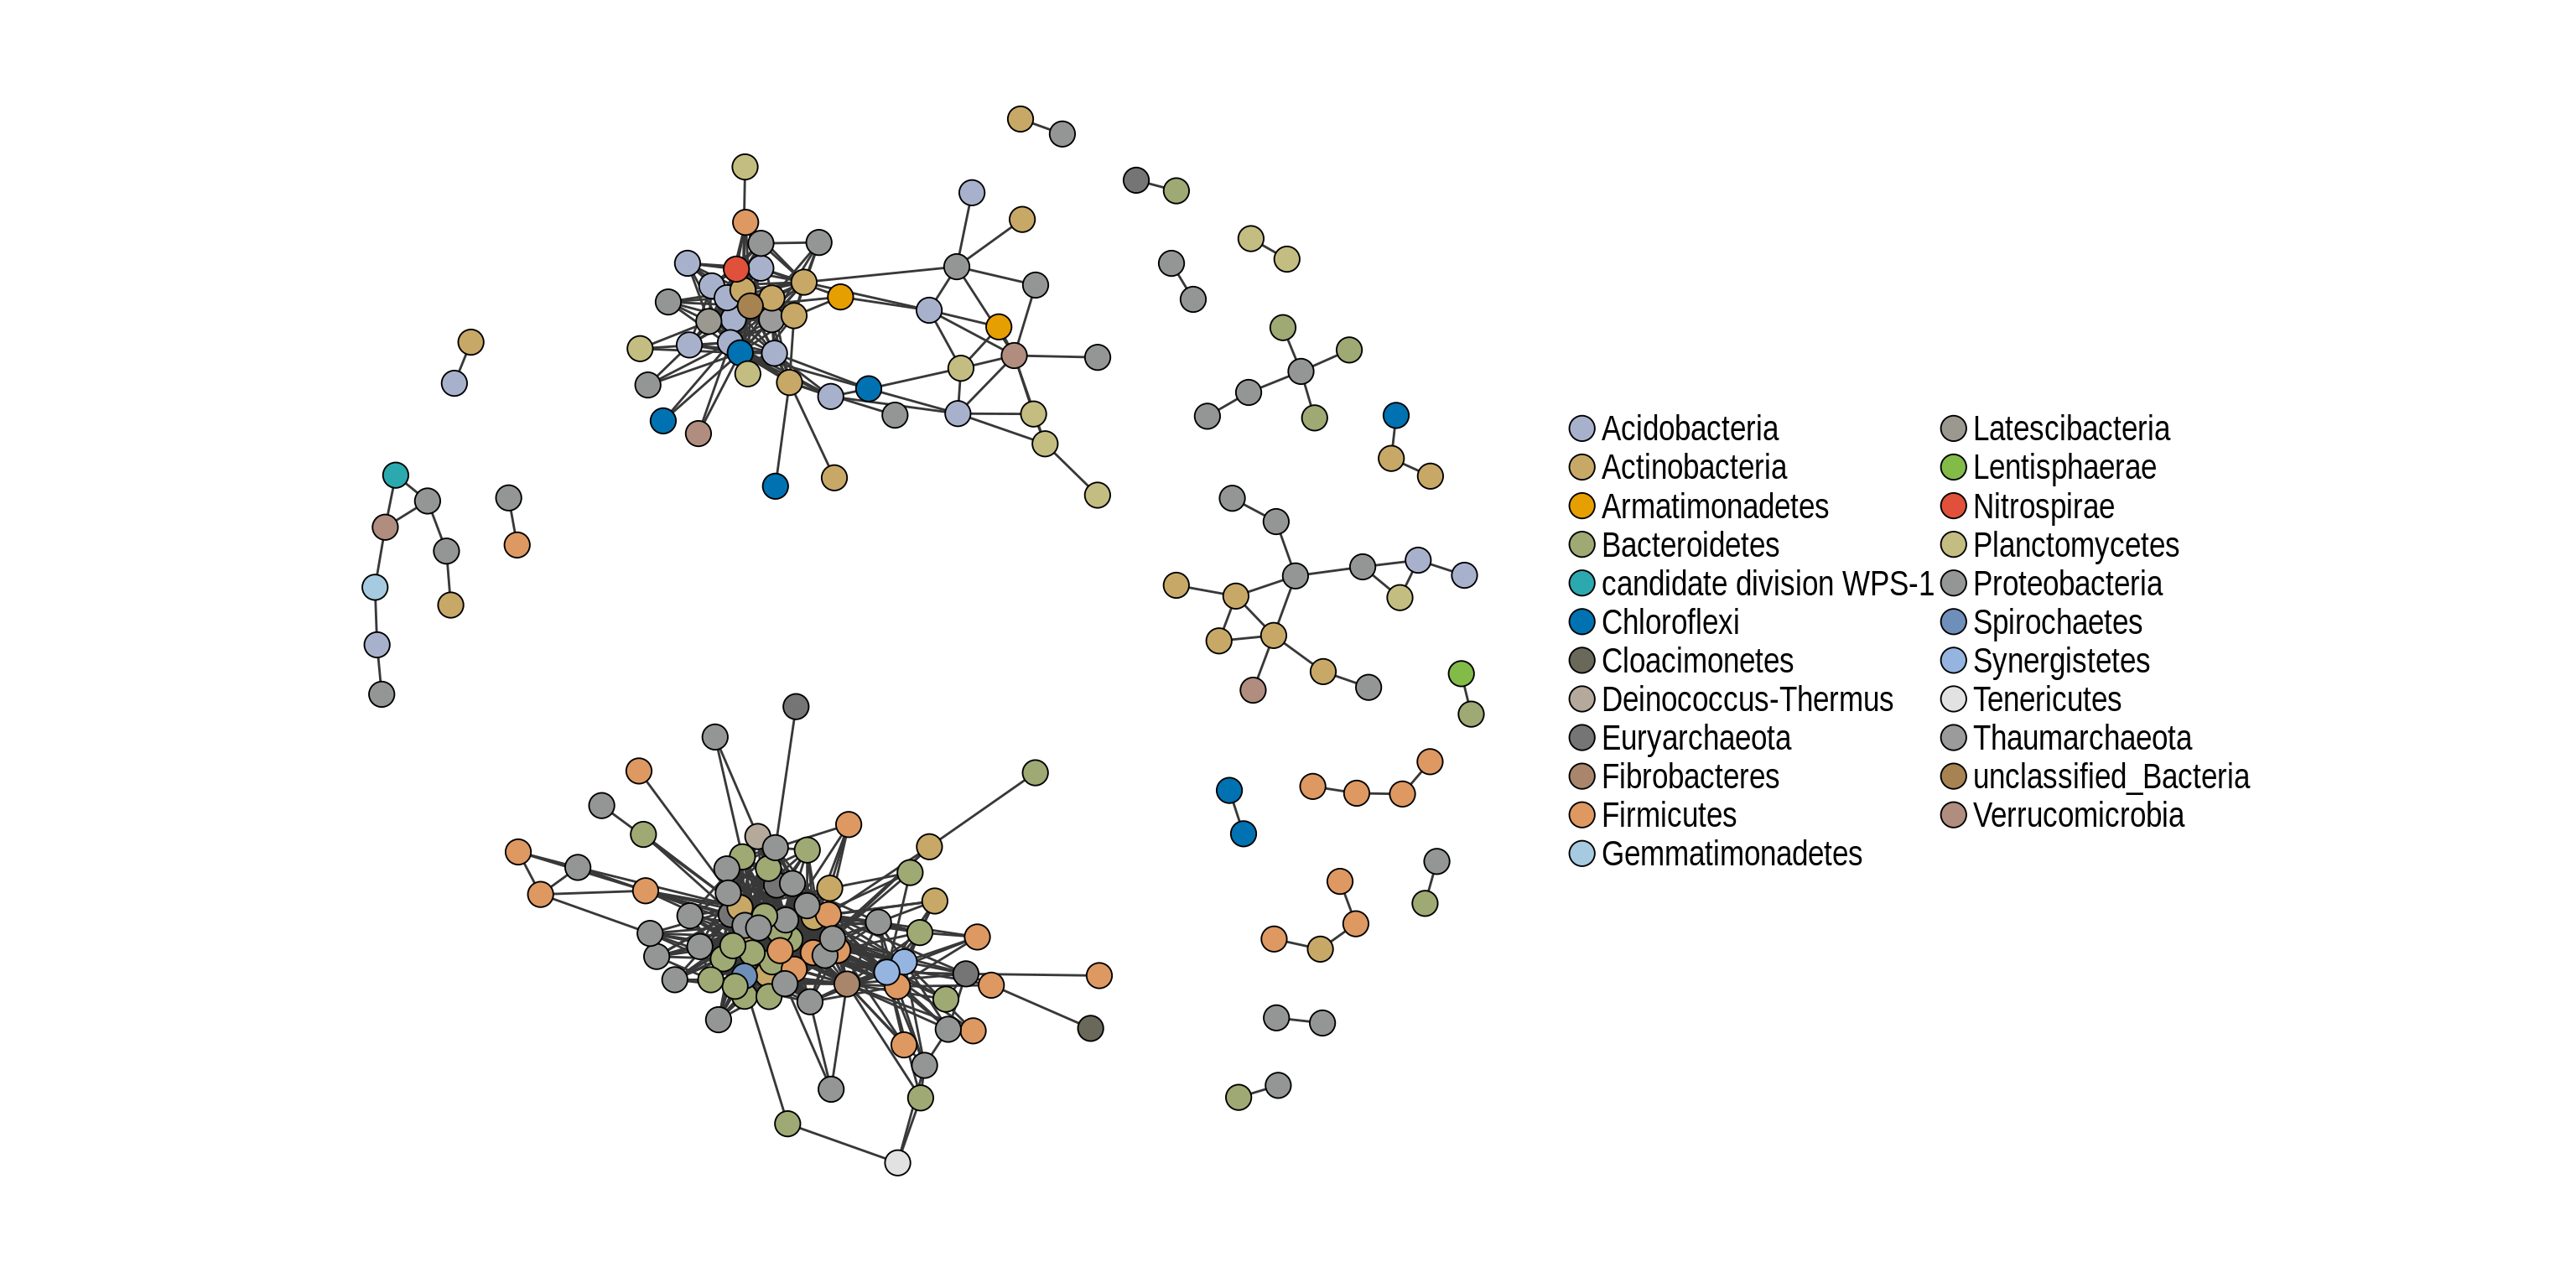 Acidobacteria
Actinobacteria
Armatimonadetes
Bacteroidetes
candidate division WPS-1
Chloroflexi
Cloacimonetes
Deinococcus-Thermus
Euryarchaeota
Fibrobacteres
Firmicutes
Gemmatimonadetes
Latescibacteria
Lentisphaerae
Nitrospirae
Planctomycetes
Proteobacteria
Spirochaetes
Synergistetes
Tenericutes
Thaumarchaeota
unclassified_Bacteria
Verrucomicrobia